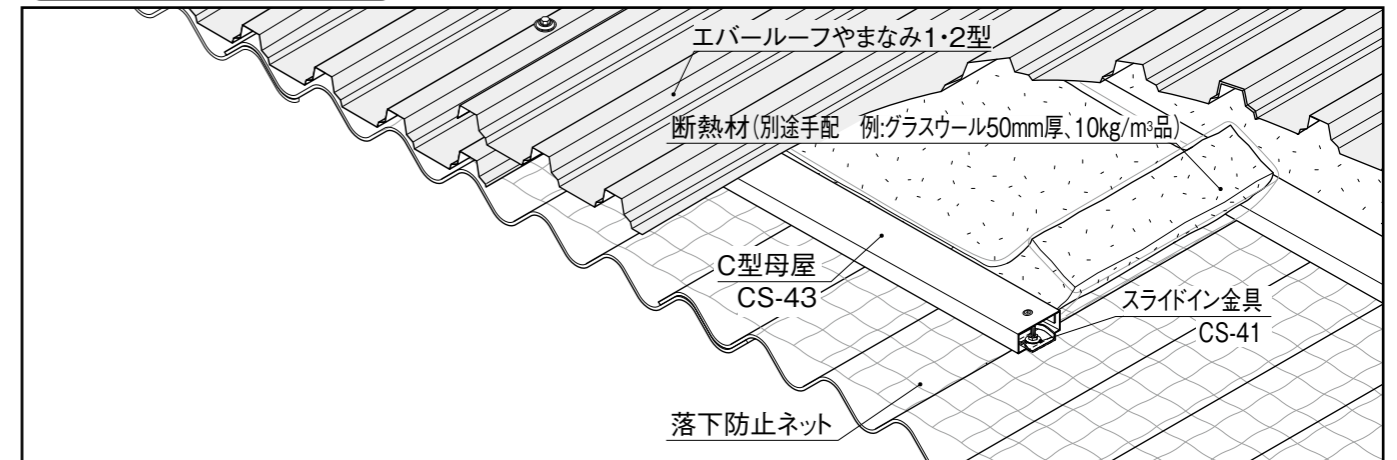 エバールーフやまなみ1・2型
断熱材(別途手配　例:グラスウール50mm厚、10kg/m³品)
C型母屋
CS-43
スライドイン金具
CS-41
落下防止ネット